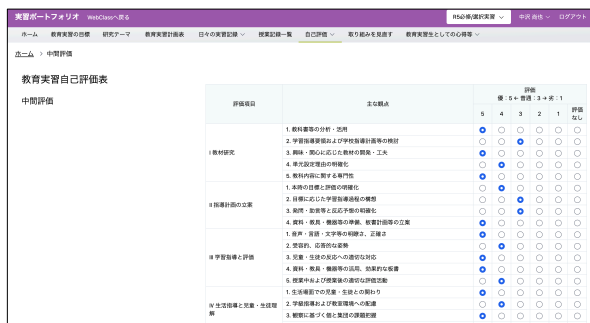 実習ポートフォリオ WebClassへ戻る R5必修/選択実習 中沢 尚也 ログアウト
ホーム 教育実習の目標 研究テーマ 教育実習計画表 日々の実習記録 授業記録一覧 自己評価 取り組みを見直す 教育実習生としての心得等
ホーム > 中間評価
教育実習自己評価表
中間評価
評価項目 主な観点 評価
優：5 ← 普通：3 → 劣：1
5 4 3 2 1 評価なし
I 教材研究
1. 教科書等の分析・活用
2. 学習指導要領および学校指導計画等の検討
3. 興味・関心に応じた教材の開発・工夫
4. 単元設定理由の明確化
5. 教科内容に関する専門性
II 指導計画の立案
1. 本時の目標と評価の明確化
2. 目標に応じた学習指導過程の構想
3. 発問・助言等と反応予想の明確化
4. 資料・教具・機器等の準備、板書計画等の立案
III 学習指導と評価
1. 音声・言語・文字等の明瞭さ、正確さ
2. 受容的、応答的な姿勢
3. 児童・生徒の反応への適切な対応
4. 資料・教具・機器等の活用、効果的な板書
5. 授業中および授業後の適切な評価活動
IV 生活指導と児童・生徒理解
1. 生活場面での児童・生徒との関わり
2. 学級指導および教室環境への配慮
3. 観察に基づく個と集団の課題把握